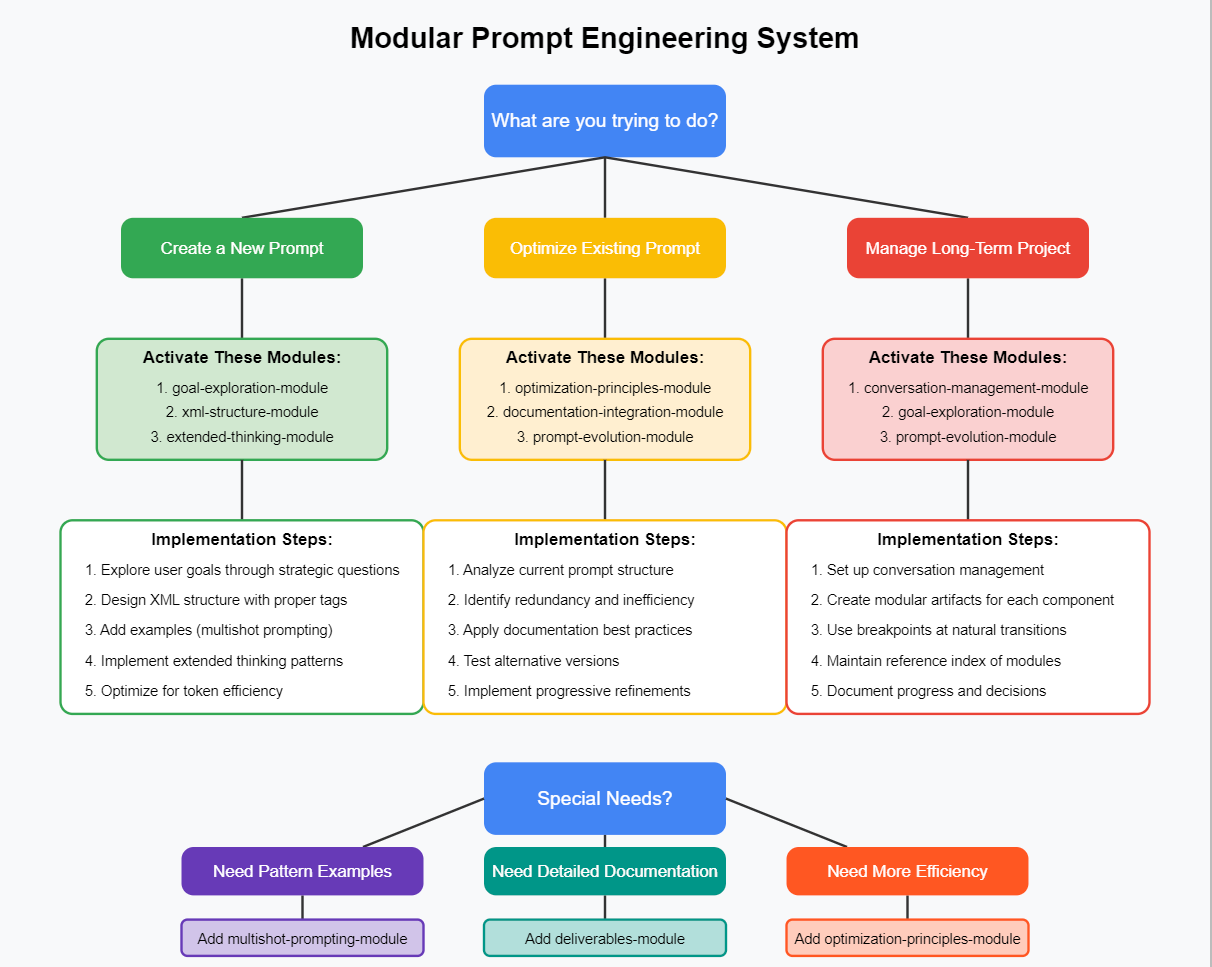 Modular Prompt Engineering System
What are you trying to do?
Create a New Prompt
Optimize Existing Prompt
Manage Long-Term Project
Activate These Modules:
1. goal-exploration-module
2. xml-structure-module
3. extended-thinking-module
Activate These Modules:
1. optimization-principles-module
2. documentation-integration-module
3. prompt-evolution-module
Activate These Modules:
1. conversation-management-module
2. goal-exploration-module
3. prompt-evolution-module
Implementation Steps:
1. Explore user goals through strategic questions
2. Design XML structure with proper tags
3. Add examples (multishot prompting)
4. Implement extended thinking patterns
5. Optimize for token efficiency
Implementation Steps:
1. Analyze current prompt structure
2. Identify redundancy and inefficiency
3. Apply documentation best practices
4. Test alternative versions
5. Implement progressive refinements
Implementation Steps:
1. Set up conversation management
2. Create modular artifacts for each component
3. Use breakpoints at natural transitions
4. Maintain reference index of modules
5. Document progress and decisions
Special Needs?
Need Pattern Examples
Need Detailed Documentation
Need More Efficiency
Add multishot-prompting-module
Add deliverables-module
Add optimization-principles-module